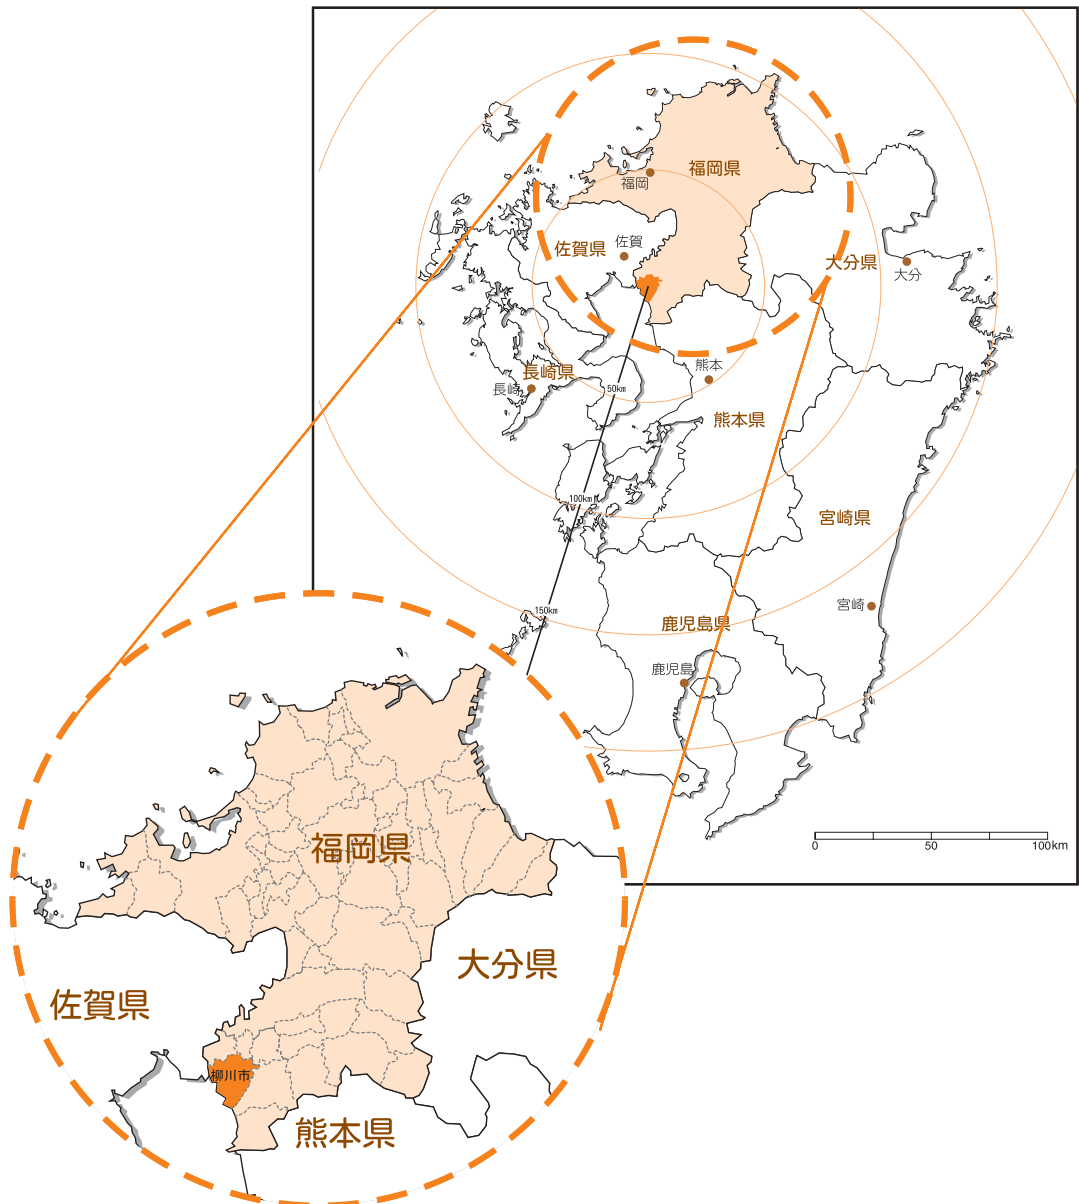 福岡県
福岡
佐賀県
佐賀
大分県
大分
長崎県
長崎
熊本
熊本県
50km
100km
宮崎県
宮崎
150km
鹿児島県
鹿児島
0
50
100km
福岡県
大分県
佐賀県
柳川市
熊本県